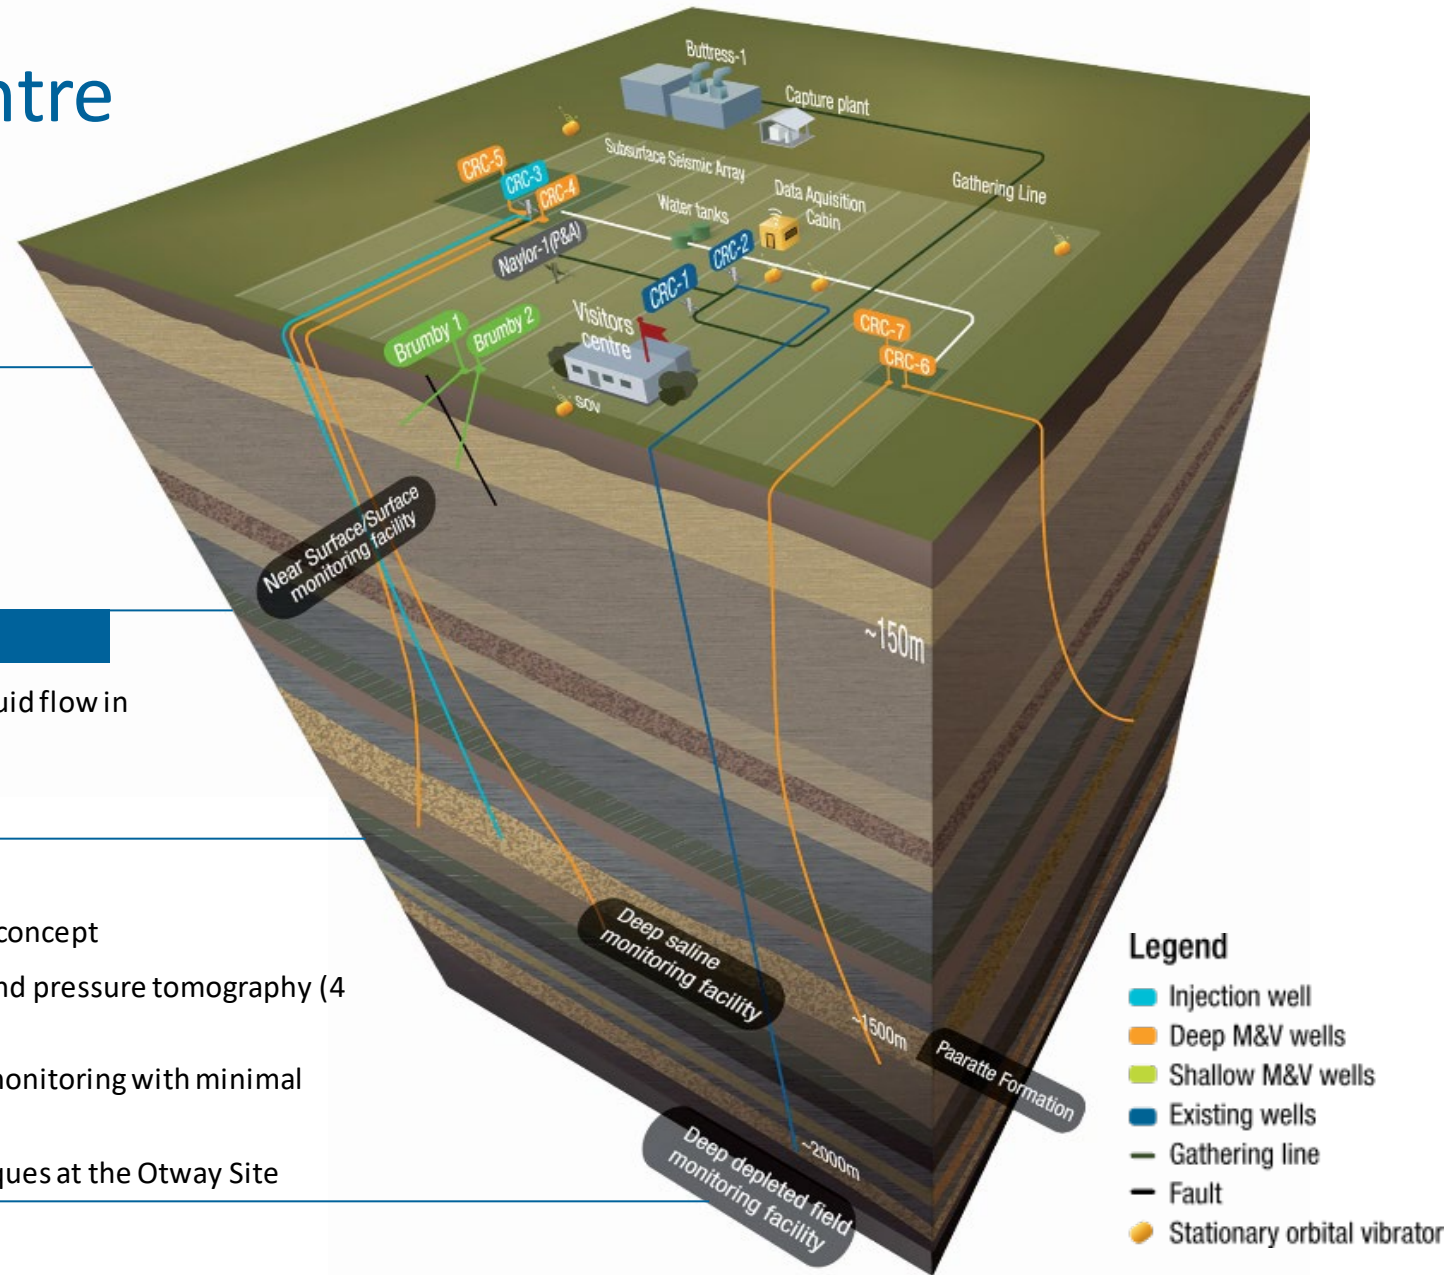 ntre
uid flow in
concept
nd pressure tomography (4
monitoring with minimal
ques at the Otway Site
Buttress-1
Capture plant
Subsurface Seismic Array
Gathering Line
CRC-5
CRC-3
CRC-4
Water tanks
Data Aquisition
Cabin
Naylor-1(P&A)
CRC-2
CRC-1
Visitors
centre
Brumby 1
Brumby 2
CRC-7
CRC-6
SOV
Near Surface/Surface
monitoring facility
~150m
Deep saline
monitoring facility
~1500m
Paaratte Formation
Deep depleted field
monitoring facility
~2000m
Legend
Injection well
Deep M&V wells
Shallow M&V wells
Existing wells
Gathering line
Fault
Stationary orbital vibrator